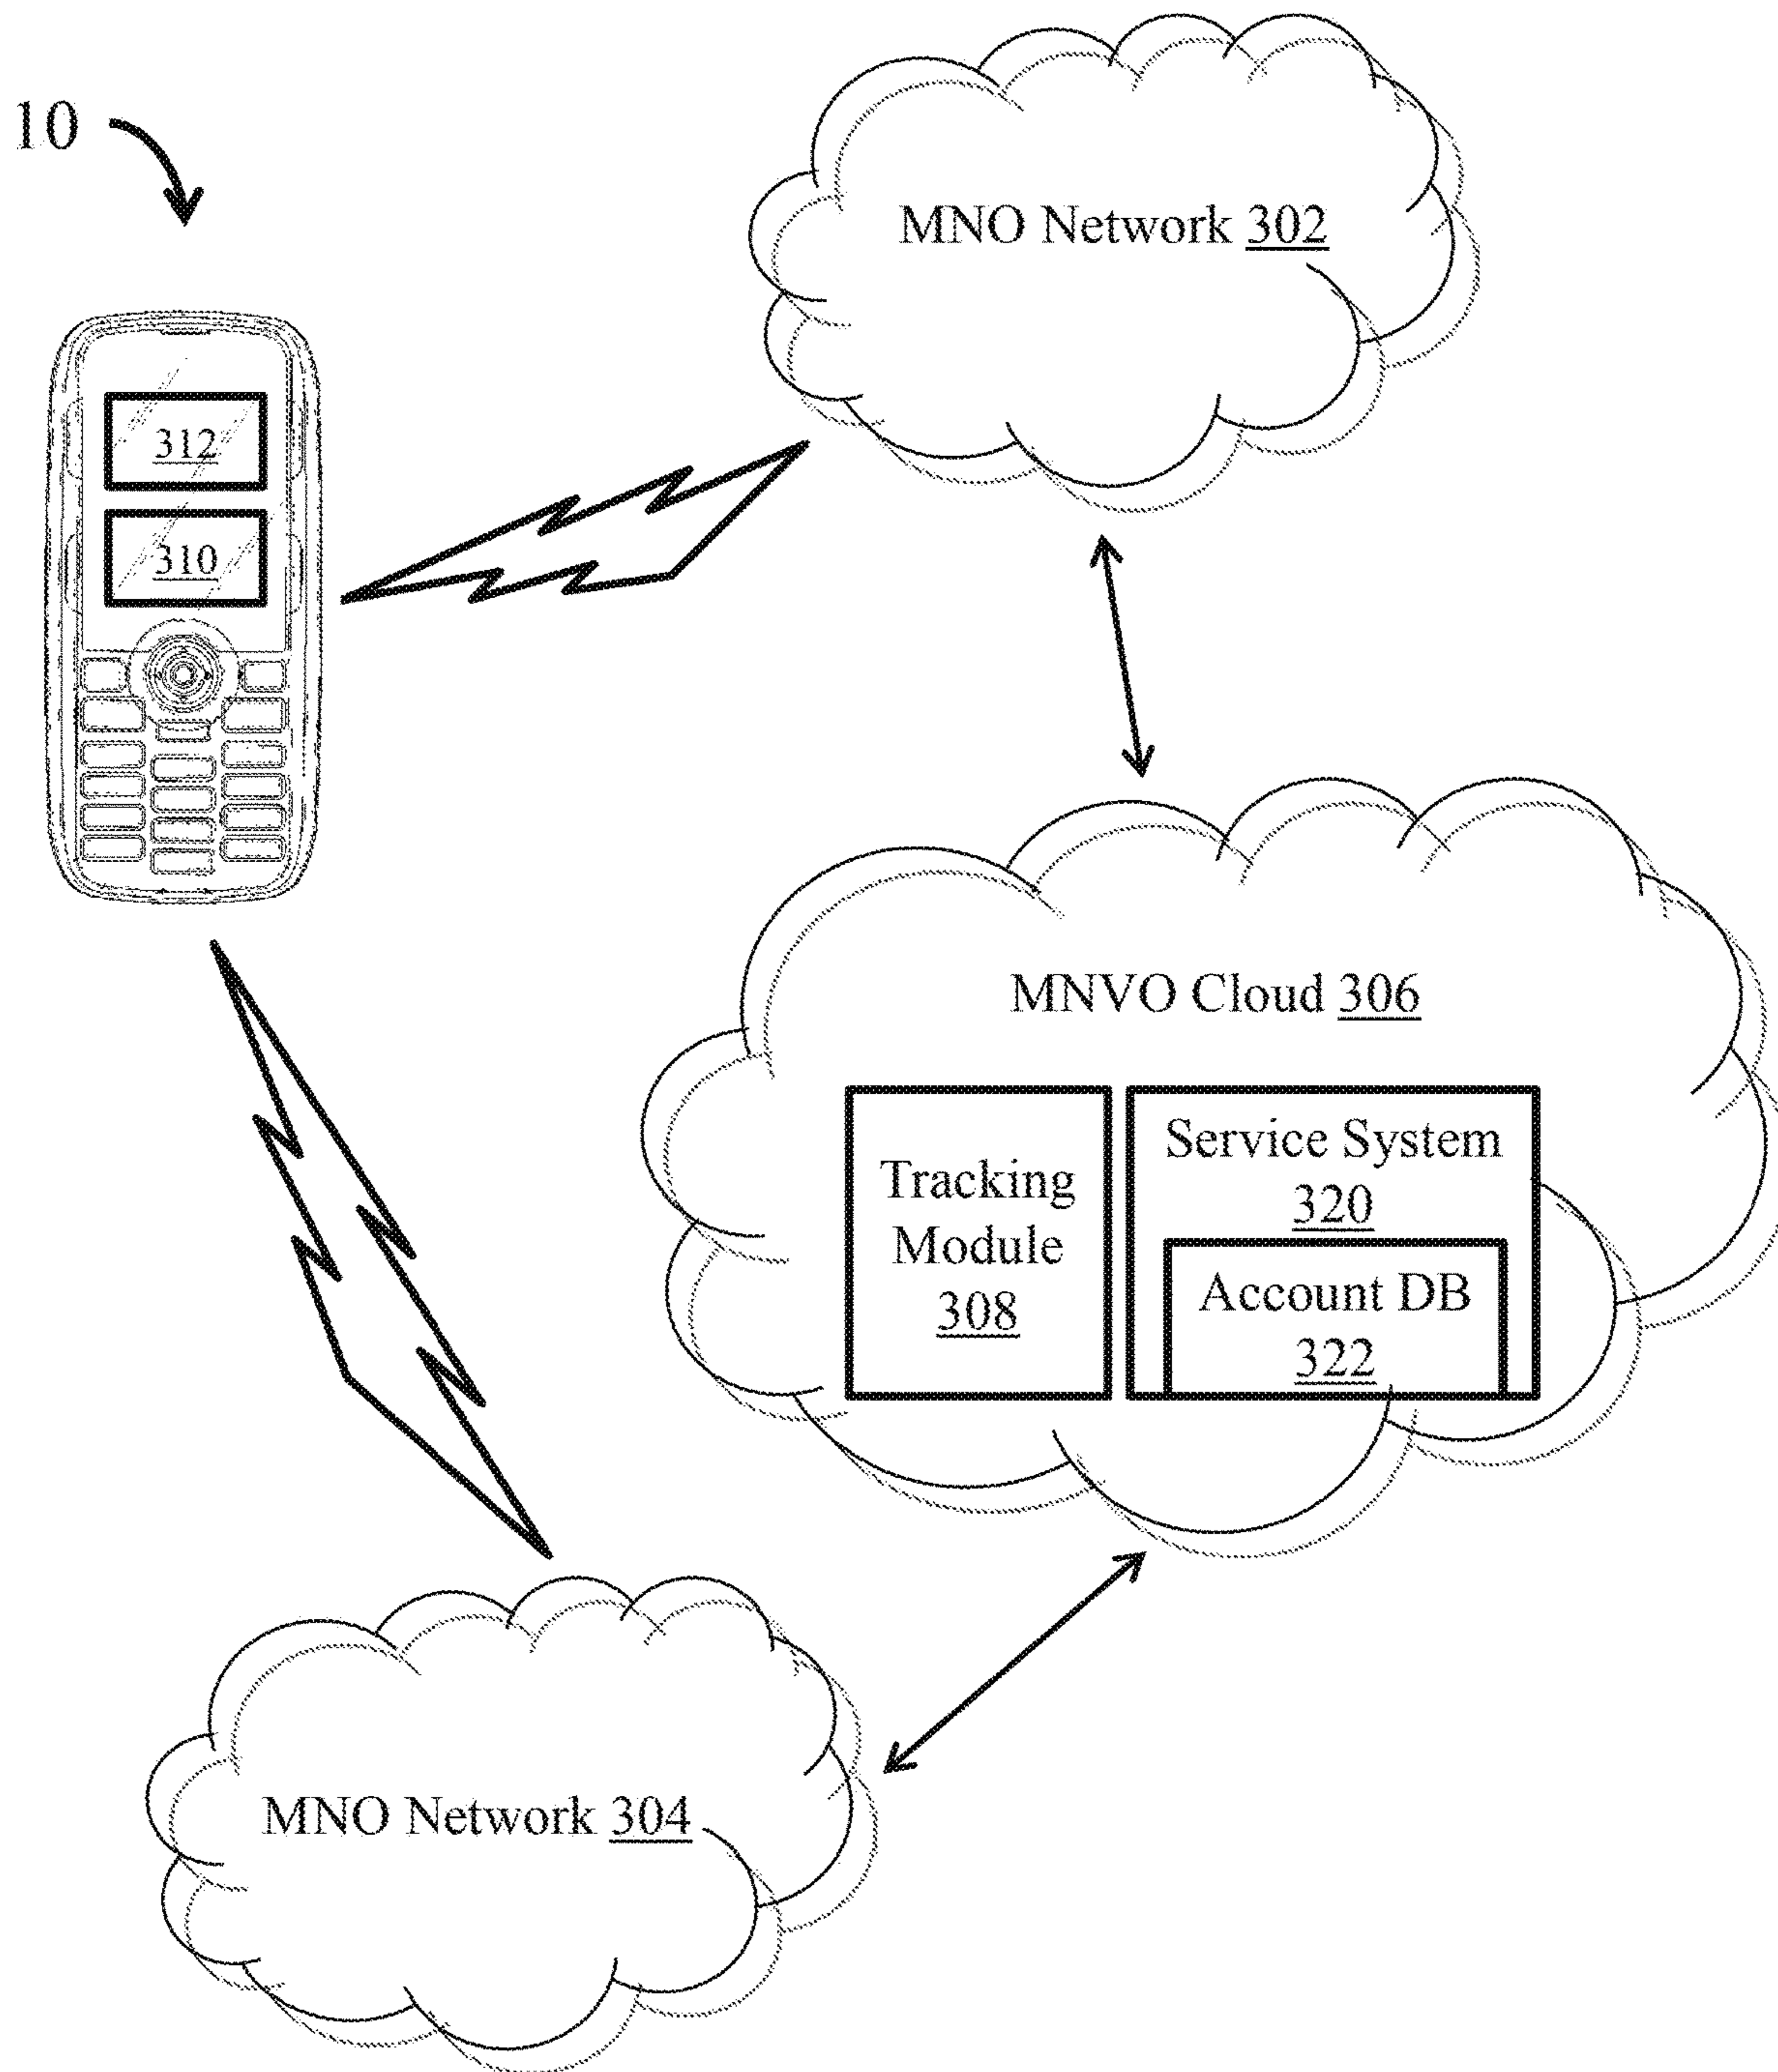 10
MNO Network 302
312
310
MNVO Cloud 306
Tracking
Module
308
Service System
320
Account DB
322
MNO Network 304